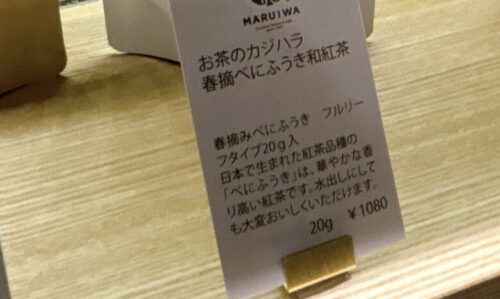 MARUIWA
お茶のカジハラ
春摘べにふうき和紅茶
春摘みべにふうき　フルリー
フタイプ20g入
日本で生まれた紅茶品種の
「べにふうき」は、華やかな香
り高い紅茶です。水出しにして
も大変おいしくいただけます。
20g　￥1080